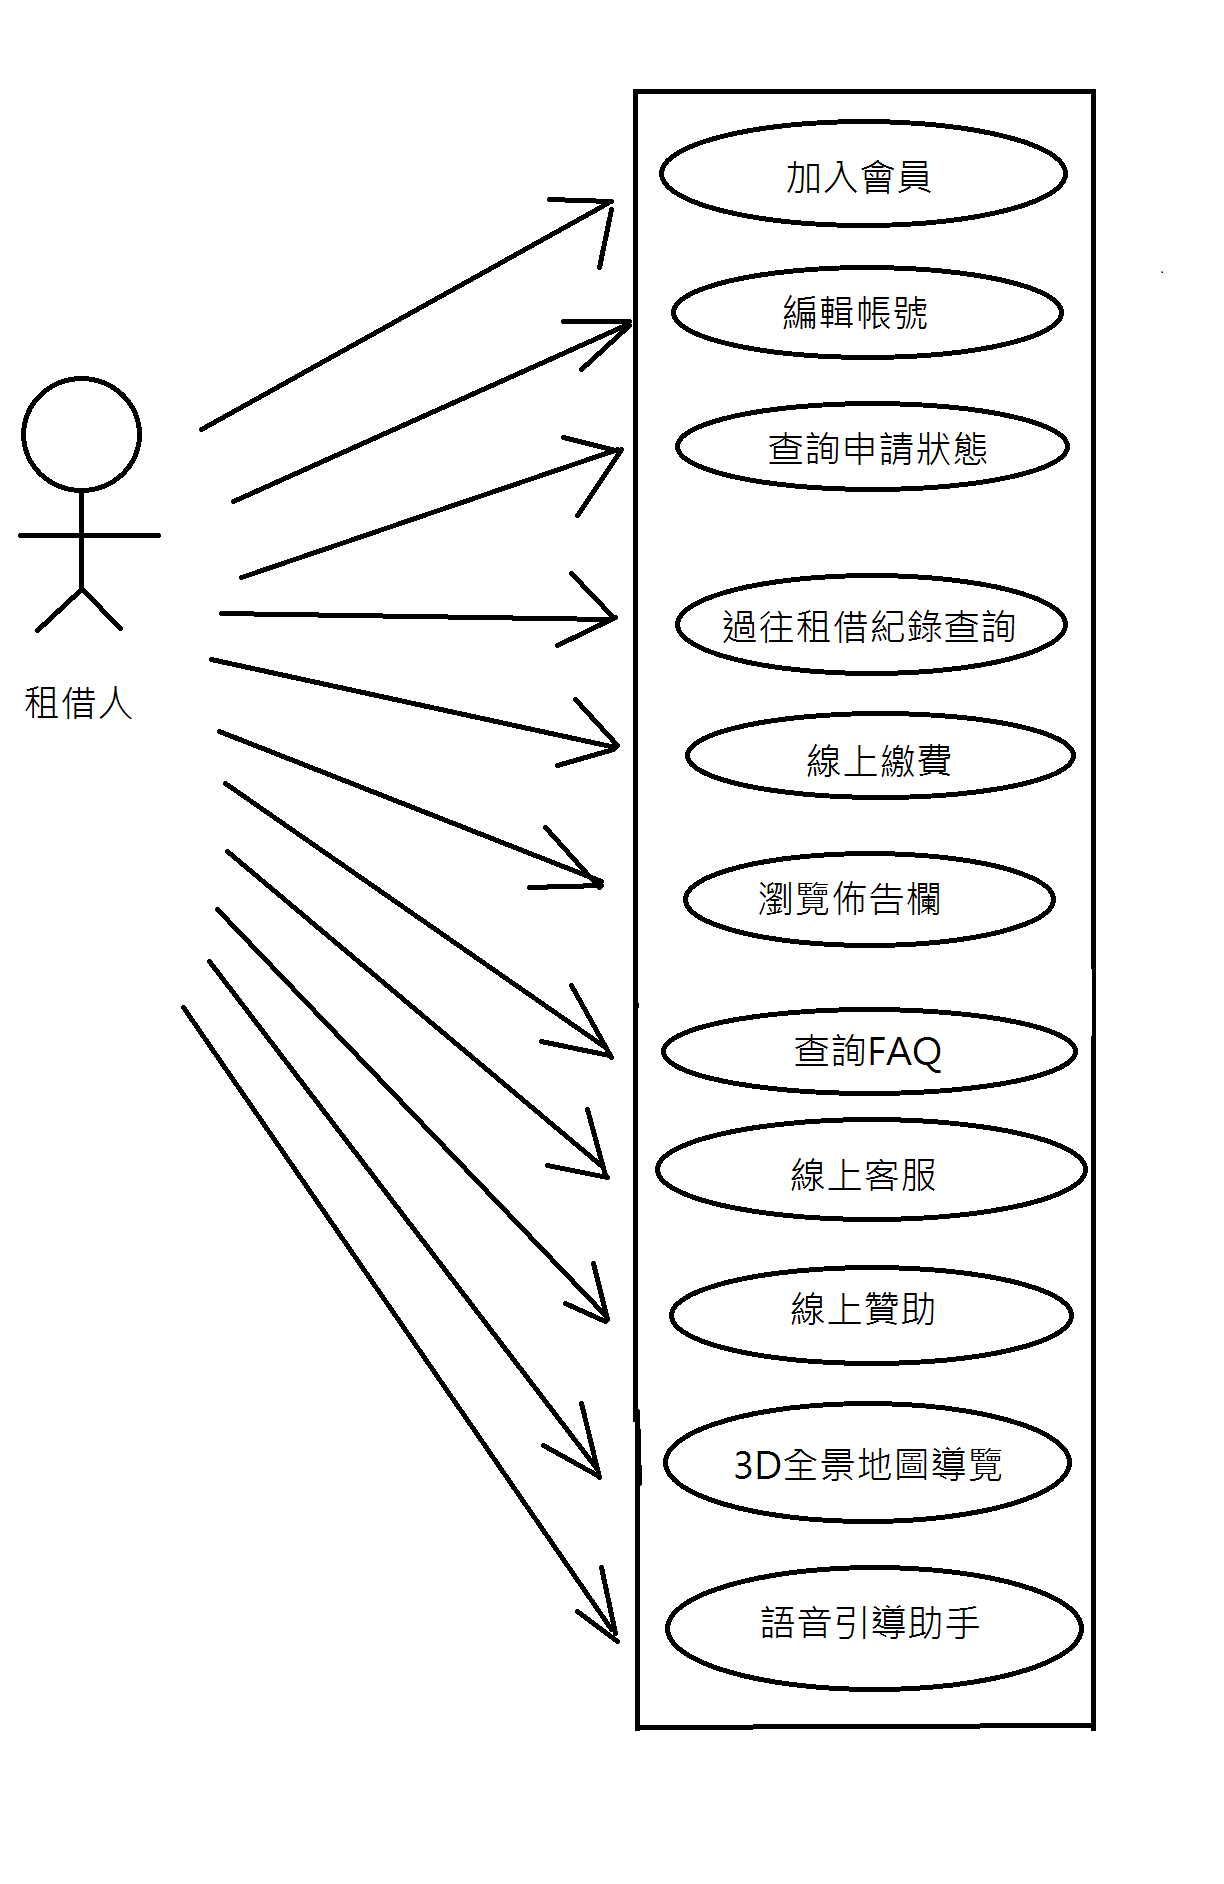 加入會員
編輯帳號
查詢申請狀態
過往租借紀錄查詢
租借人
線上繳費
瀏覽佈告欄
查詢FAQ
線上客服
線上贊助
3D全景地圖導覽
語音引導助手